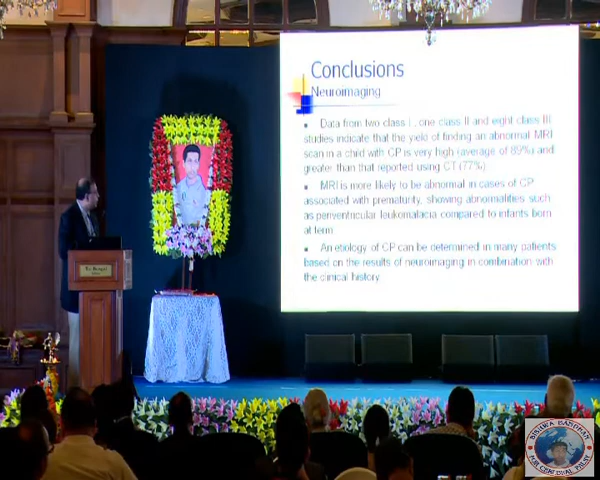 Conclusions
Neuroimaging
Data from two class I, one class II and eight class III
studies indicate that the yield of finding an abnormal MRI
scan in a child with CP is very high (average of 89%) and
greater than that reported using CT (77%).
MRI is more likely to be abnormal in cases of CP
associated with prematurity, showing abnormalities such
as periventricular leukomalacia compared to infants born
at term
An etiology of CP can be determined in many patients
based on the results of neuroimaging in combination with
the clinical history
FOR CEREBRAL PALSY